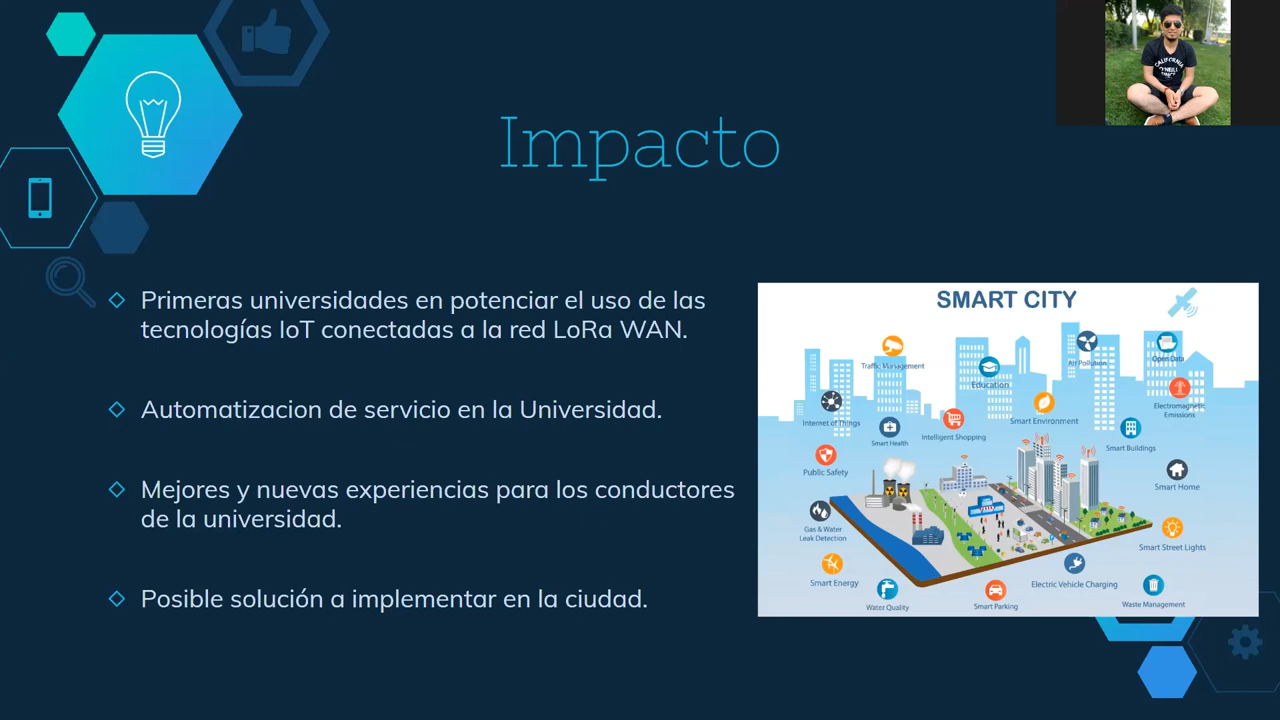 Impacto
Primeras universidades en potenciar el uso de las
tecnologías IoT conectadas a la red LoRa WAN.
Automatizacion de servicio en la Universidad.
Mejores y nuevas experiencias para los conductores
de la universidad.
Posible solución a implementar en la ciudad.
SMART CITY
Traffic Management
Education
Air Pollution
Open Data
Electromagnetic
Emissions
Internet of Things
Smart Health
Intelligent Shopping
Smart Environment
Smart Buildings
Public Safety
Smart Home
Gas & Water
Leak Detection
Smart Street Lights
Smart Energy
Water Quality
Smart Parking
Electric Vehicle Charging
Waste Management
CALIFORNIA
O'NEILL